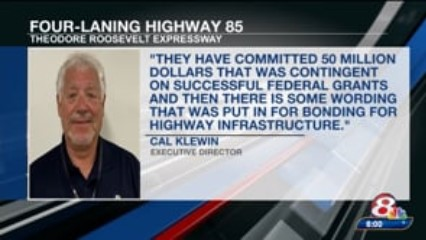 FOUR-LANING HIGHWAY 85
THEODORE ROOSEVELT EXPRESSWAY
"THEY HAVE COMMITTED 50 MILLION
DOLLARS THAT WAS CONTINGENT
ON SUCCESSFUL FEDERAL GRANTS
AND THEN THERE IS SOME WORDING
THAT WAS PUT IN FOR BONDING FOR
HIGHWAY INFRASTRUCTURE."
CAL KLEWIN
EXECUTIVE DIRECTOR
8
6:00